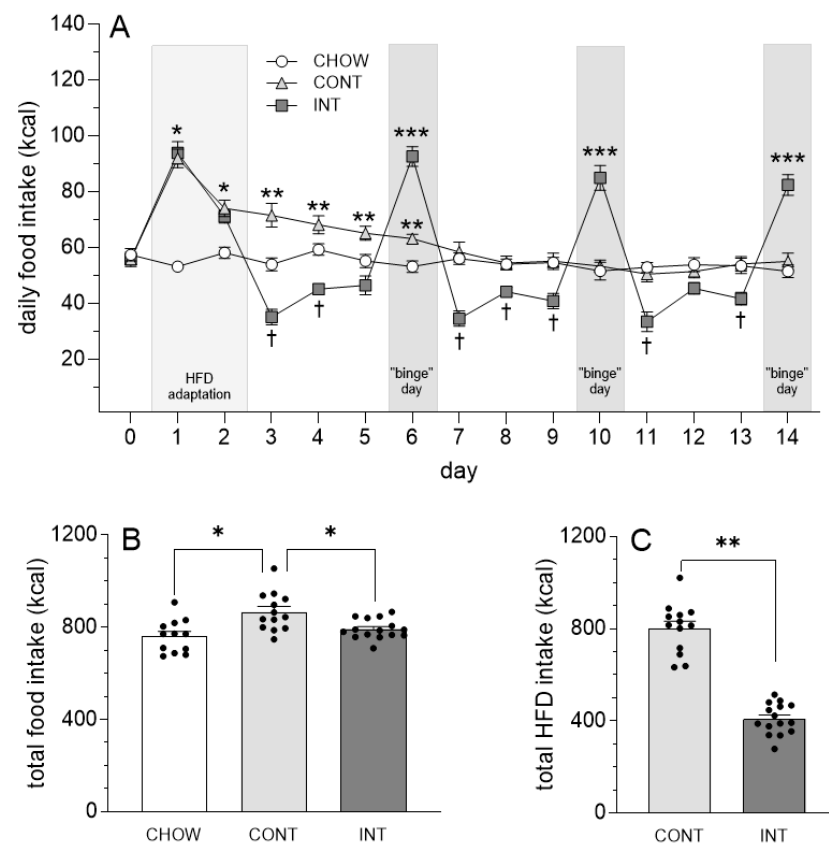 A
CHOW
CONT
INT
140
120
100
80
60
40
20
daily food intake (kcal)
*
*
**
**
**
***
**
***
***
†
†
†
†
†
†
†
HFD
adaptation
"binge"
day
"binge"
day
"binge"
day
0 1 2 3 4 5 6 7 8 9 10 11 12 13 14
day
B
1200
800
400
0
total food intake (kcal)
*
*
CHOW CONT INT
C
1200
800
400
0
total HFD intake (kcal)
**
CONT INT